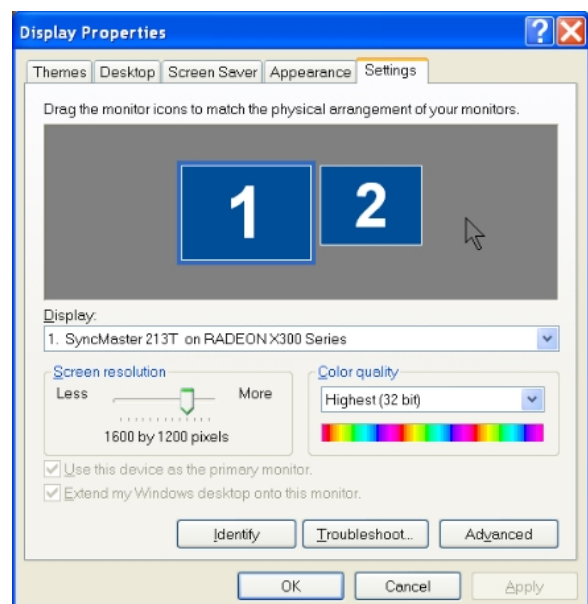 Display Properties
Themes Desktop Screen Saver Appearance Settings
Drag the monitor icons to match the physical arrangement of your monitors.
1 2
Display:
1. SyncMaster 213T on RADEON X300 Series
Screen resolution Color quality
Less More Highest (32 bit)
1600 by 1200 pixels
Use this device as the primary monitor.
Extend my Windows desktop onto this monitor.
Identify Troubleshoot... Advanced
OK Cancel Apply